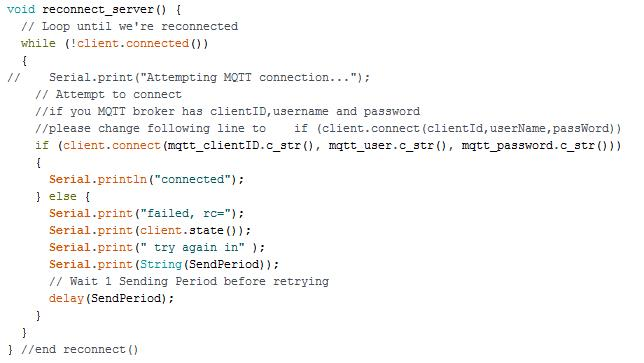 void reconnect_server() {
  // Loop until we're reconnected
  while (!client.connected())
  {
//    Serial.print("Attempting MQTT connection...");
    // Attempt to connect
    //if you MQTT broker has clientID,username and password
    //please change following line to    if (client.connect(clientId,userName,passWord))
    if (client.connect(mqtt_clientID.c_str(), mqtt_user.c_str(), mqtt_password.c_str()))
    {
      Serial.println("connected");
    } else {
      Serial.print("failed, rc=");
      Serial.print(client.state());
      Serial.print(" try again in" );
      Serial.print(String(SendPeriod));
      // Wait 1 Sending Period before retrying
      delay(SendPeriod);
    }
  }
} //end reconnect()